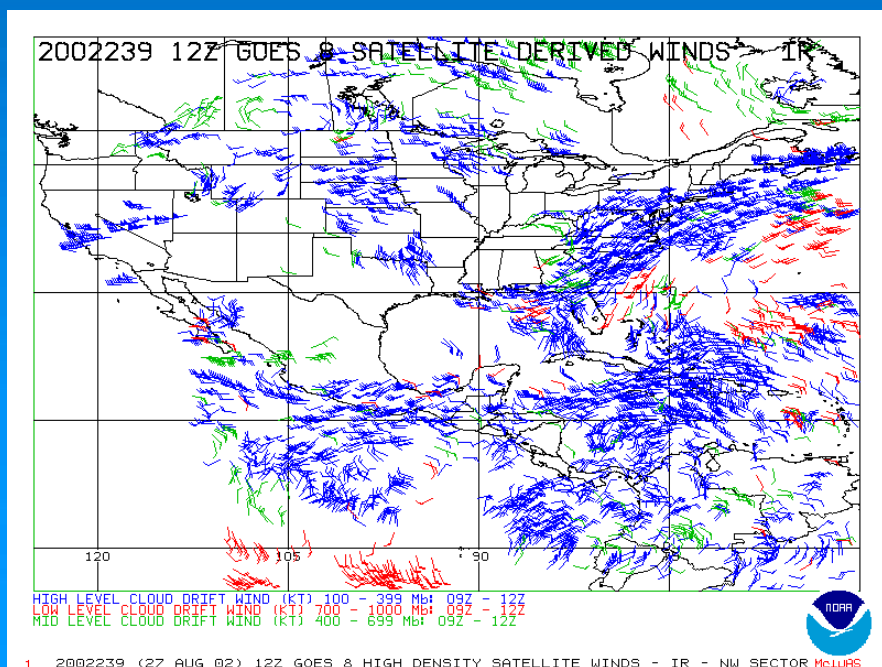 2002239 12Z GOES 8 SATELLITE DERIVED WINDS IR
120 105 90
HIGH LEVEL CLOUD DRIFT WIND (KT) 100 - 399 Mb: 09Z - 12Z
LOW LEVEL CLOUD DRIFT WIND (KT) 700 - 1000 Mb: 09Z - 12Z
MID LEVEL CLOUD DRIFT WIND (KT) 400 - 699 Mb: 09Z - 12Z
NOAA
1 2002239 (27 AUG 02) 12Z GOES 8 HIGH DENSITY SATELLITE WINDS - IR - NW SECTOR McIDAS